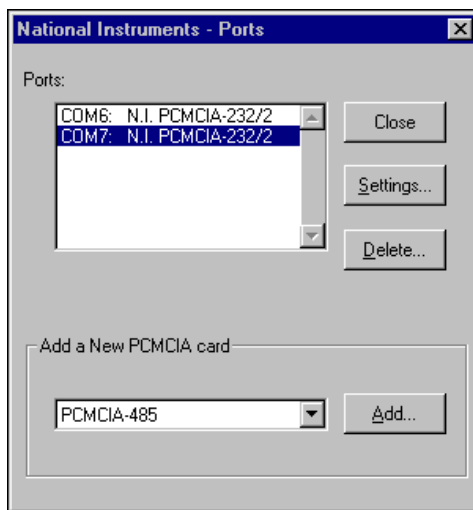 National Instruments - Ports
Ports:
COM6: N.I. PCMCIA-232/2
COM7: N.I. PCMCIA-232/2
Close
Settings...
Delete...
Add a New PCMCIA card
PCMCIA-485
Add...